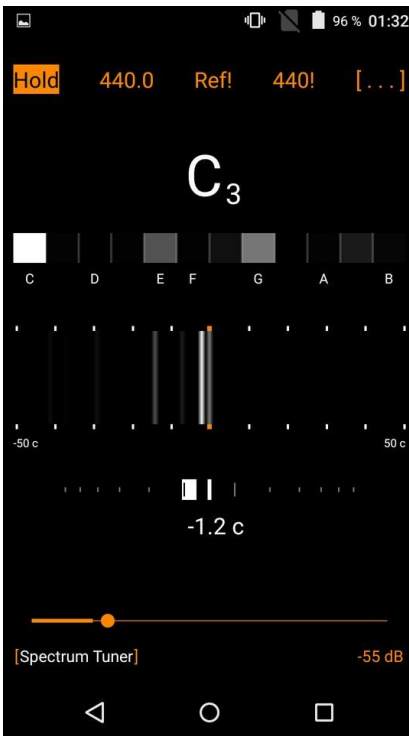 96 % 01:32
Hold 440.0 Ref! 440! [...]
C₃
C D E F G A B
-50 c 50 c
-1.2 c
[Spectrum Tuner] -55 dB